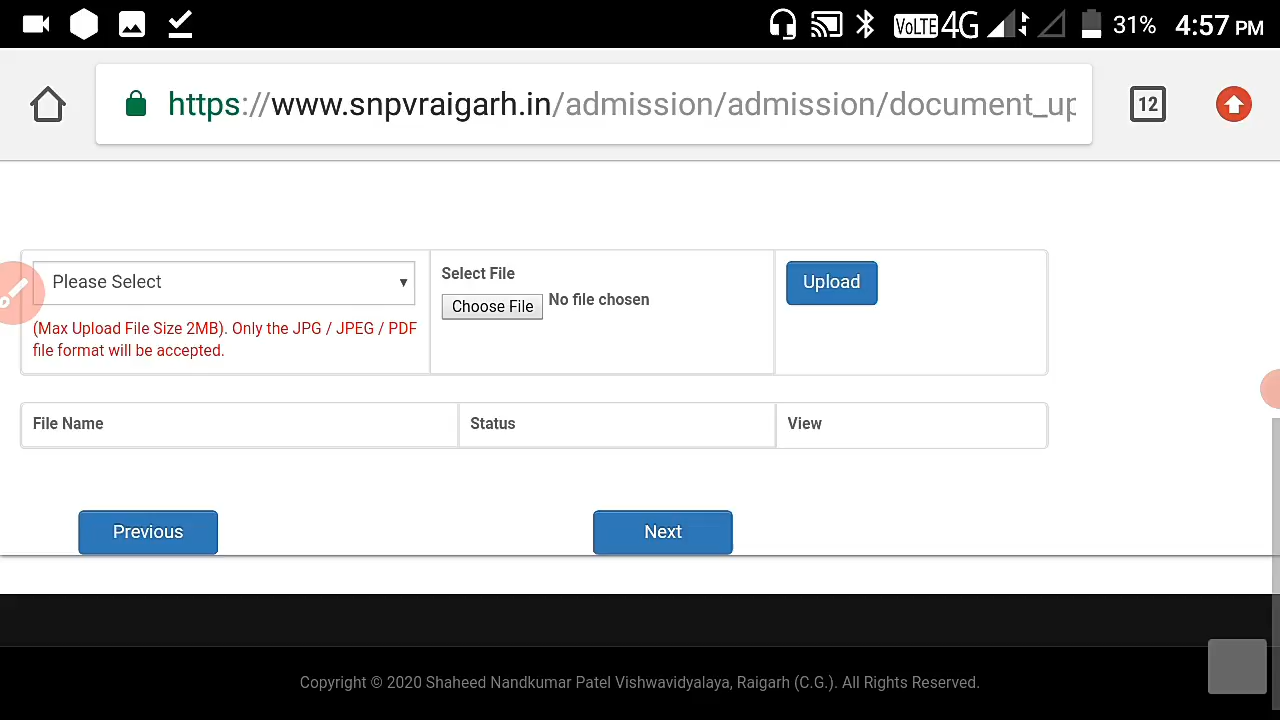 VoLTE 4G 31% 4:57 PM
https://www.snpvraigarh.in/admission/admission/document_up
12
Please Select
Select File
Upload
Choose File No file chosen
(Max Upload File Size 2MB). Only the JPG / JPEG / PDF
file format will be accepted.
File Name Status View
Previous Next
Copyright © 2020 Shaheed Nandkumar Patel Vishwavidyalaya, Raigarh (C.G.). All Rights Reserved.